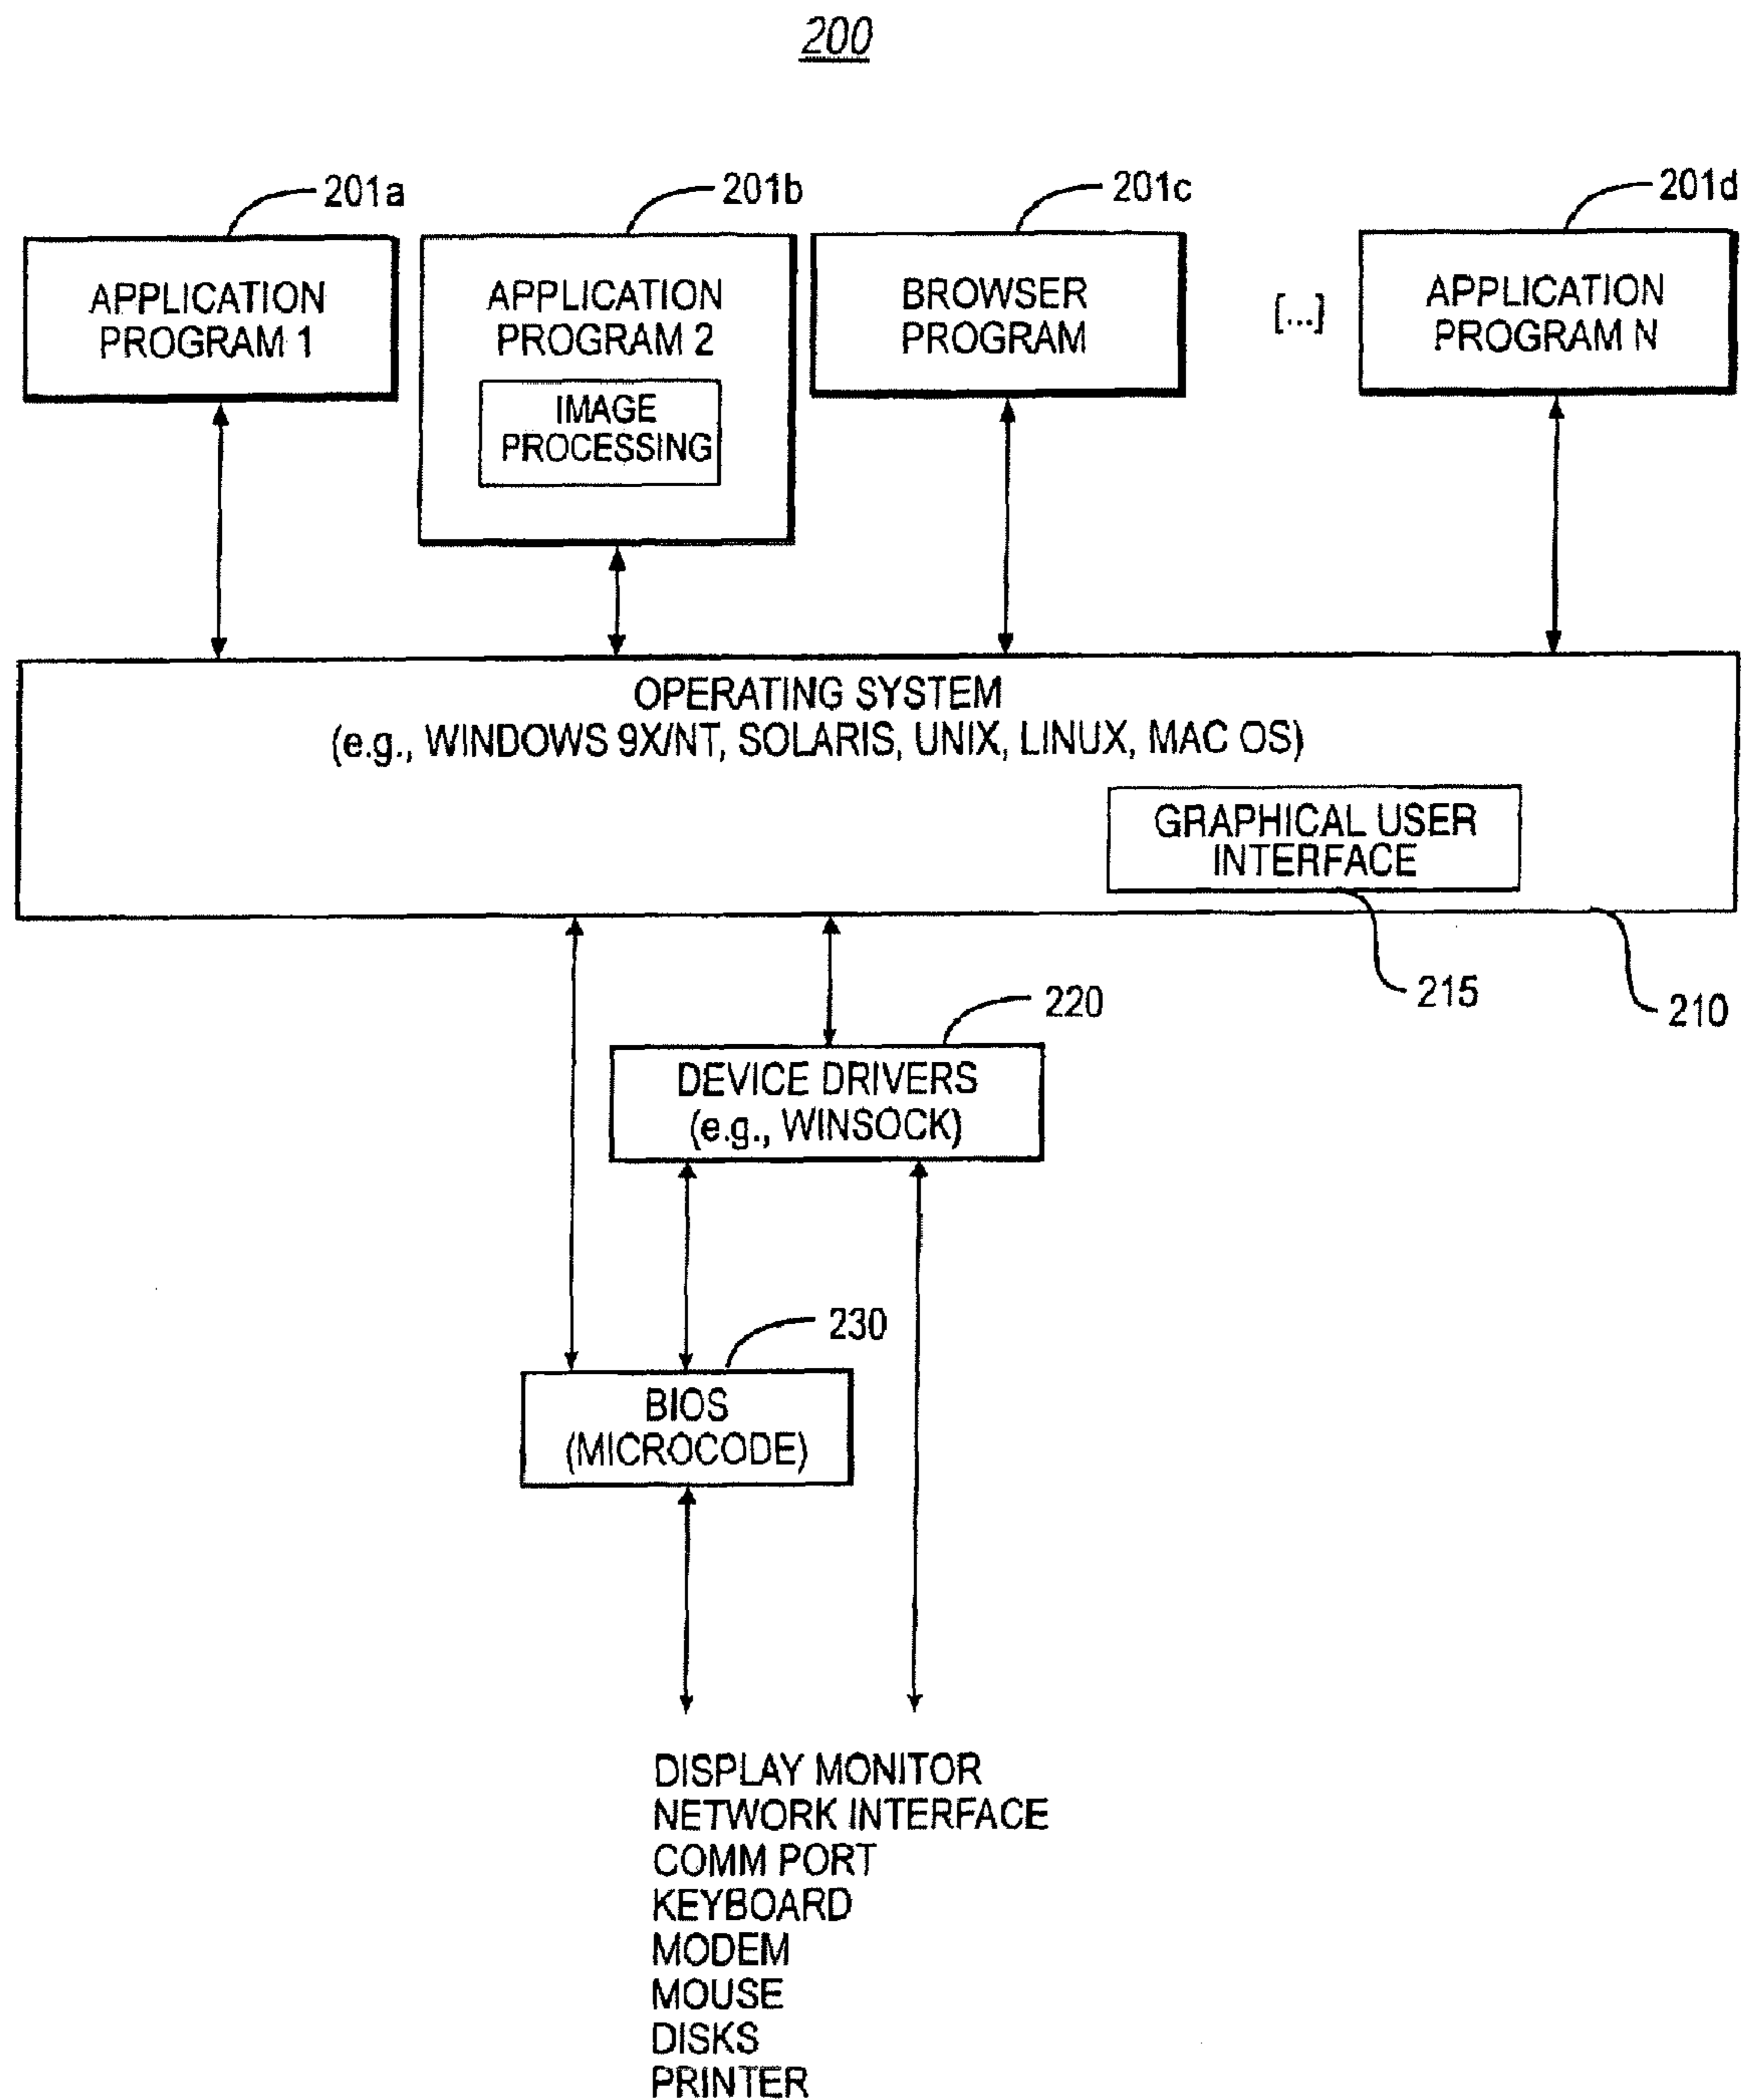 200
201a
201b
201c
201d
APPLICATION
PROGRAM 1
APPLICATION
PROGRAM 2
IMAGE
PROCESSING
BROWSER
PROGRAM
[...]
APPLICATION
PROGRAM N
OPERATING SYSTEM
(e.g., WINDOWS 9X/NT, SOLARIS, UNIX, LINUX, MAC OS)
GRAPHICAL USER
INTERFACE
215
210
220
DEVICE DRIVERS
(e.g., WINSOCK)
230
BIOS
(MICROCODE)
DISPLAY MONITOR
NETWORK INTERFACE
COMM PORT
KEYBOARD
MODEM
MOUSE
DISKS
PRINTER